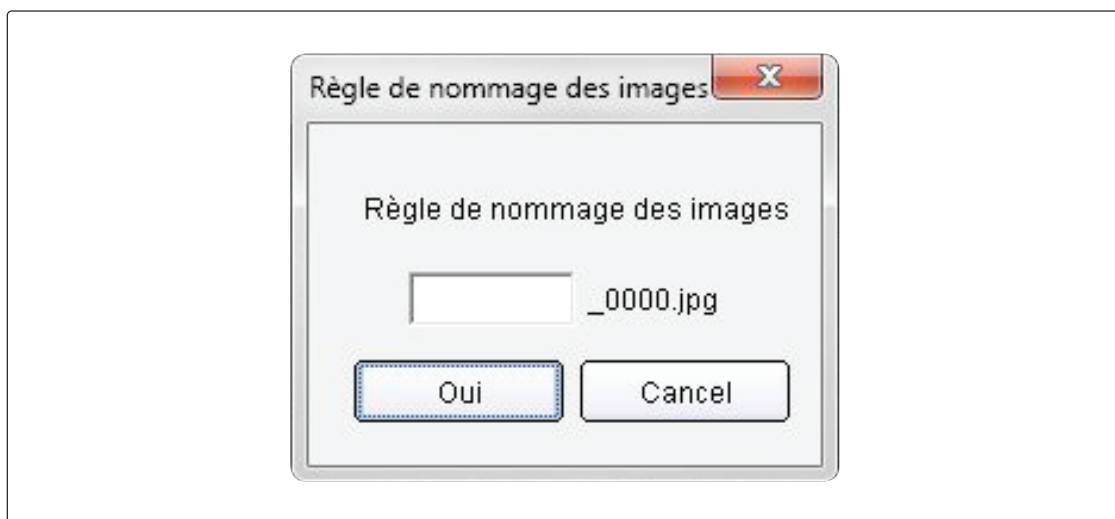 Règle de nommage des images
Règle de nommage des images
_0000.jpg
Oui
Cancel